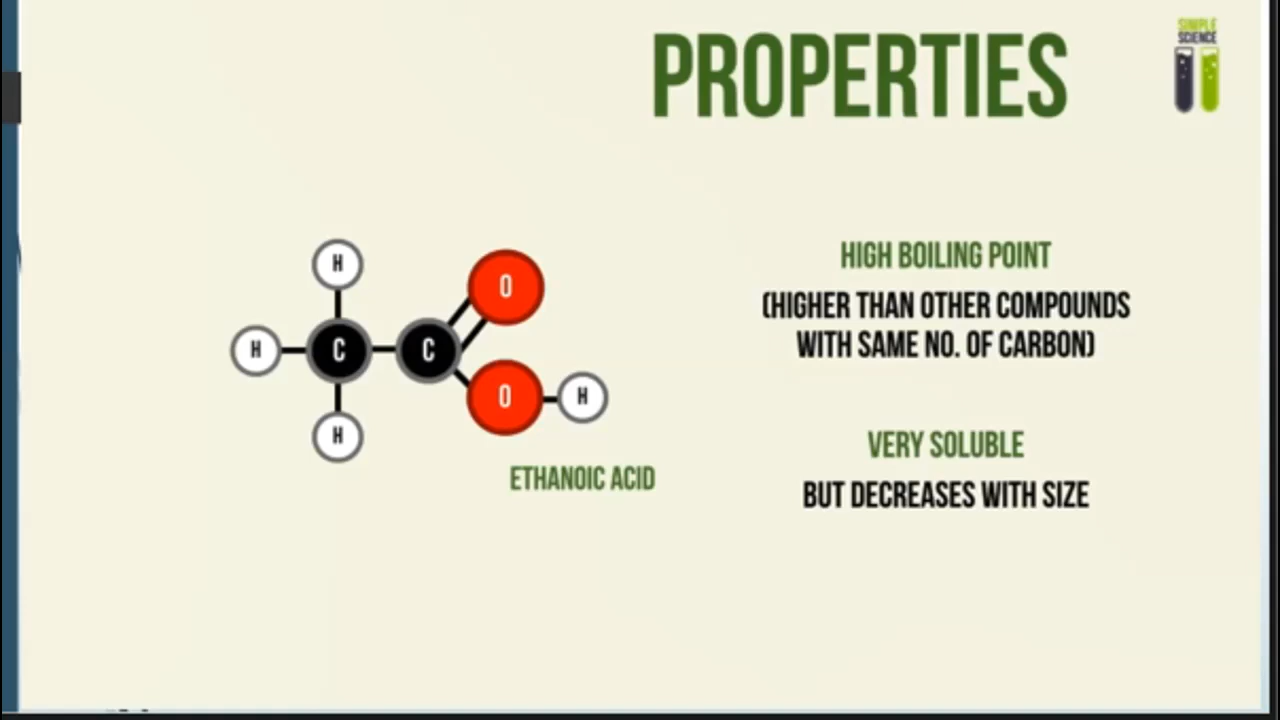 PROPERTIES
SIMPLE
SCIENCE
H
O
HIGH BOILING POINT
(HIGHER THAN OTHER COMPOUNDS
WITH SAME NO. OF CARBON)
H
C
C
O
H
H
VERY SOLUBLE
ETHANOIC ACID
BUT DECREASES WITH SIZE